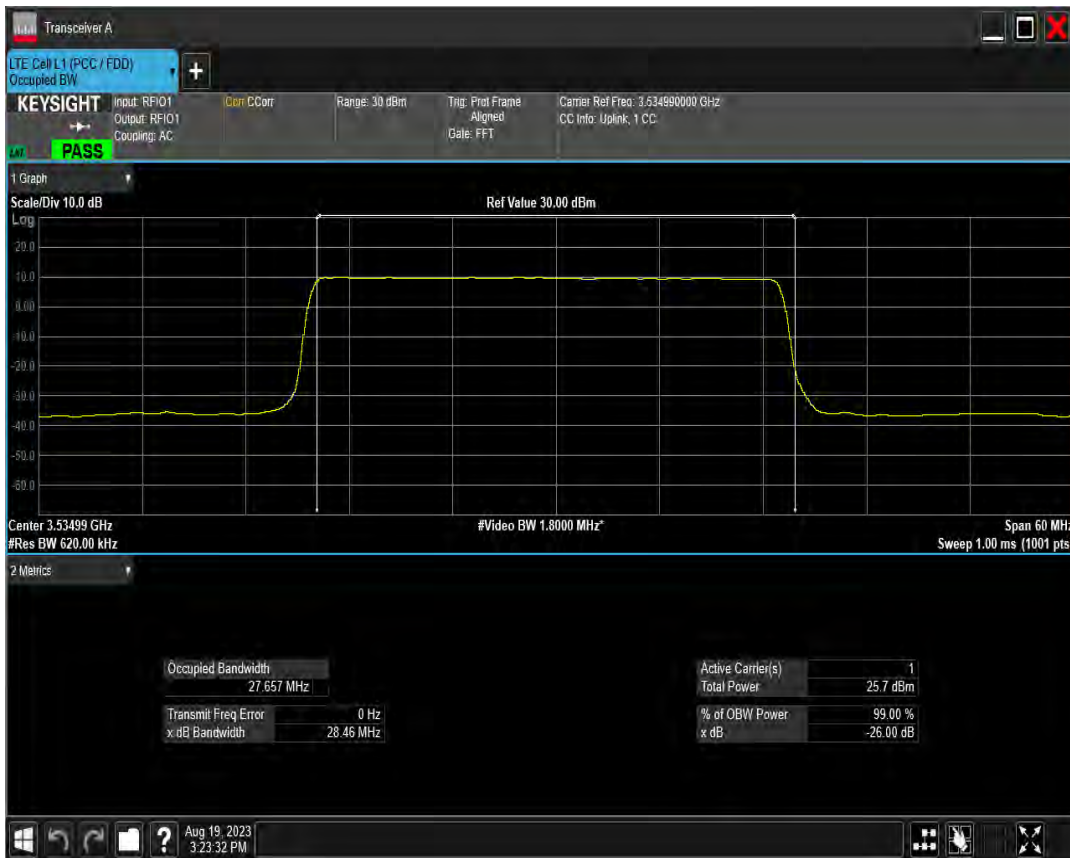 Transceiver A
LTE Cell L1 (PCC / FDD)
Occupied BW
+
KEYSIGHT
Input: RFIO1
Output: RFIO1
Coupling: AC
Corr CCorr
Range: 30 dBm
Trig: Prot Frame
Aligned
Gate: FFT
Carrier Ref Freq: 3.534990000 GHz
CC Info: Uplink, 1 CC
PASS
1 Graph
Scale/Div 10.0 dB
Ref Value 30.00 dBm
Log
20.0
10.0
0.00
-10.0
-20.0
-30.0
-40.0
-50.0
-60.0
Center 3.53499 GHz
#Video BW 1.8000 MHz*
Span 60 MHz
#Res BW 620.00 kHz
Sweep 1.00 ms (1001 pts
2 Metrics
Occupied Bandwidth
27.657 MHz
Transmit Freq Error 0 Hz
x dB Bandwidth 28.46 MHz
Active Carrier(s) 1
Total Power 25.7 dBm
% of OBW Power 99.00 %
x dB -26.00 dB
?
Aug 19, 2023
3:23:32 PM